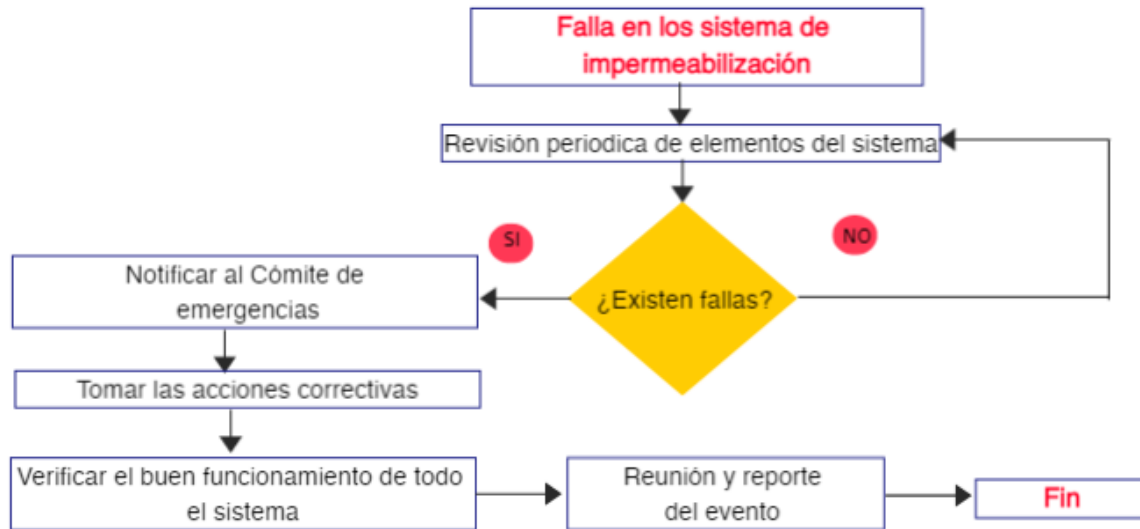 Falla en los sistema de
impermeabilización
Revisión periodica de elementos del sistema
SI
NO
¿Existen fallas?
Notificar al Cómite de
emergencias
Tomar las acciones correctivas
Verificar el buen funcionamiento de todo
el sistema
Reunión y reporte
del evento
Fin